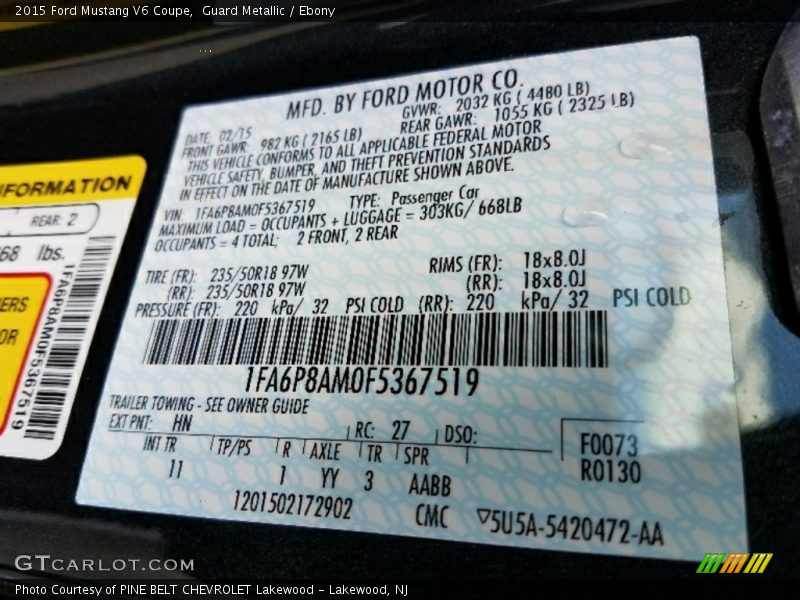 2015 Ford Mustang V6 Coupe, Guard Metallic / Ebony
MFD. BY FORD MOTOR CO.
DATE: 02/15 GVWR: 2032 KG ( 4480 LB)
FRONT GAWR: 982 KG ( 2165 LB) REAR GAWR: 1055 KG ( 2325 LB)
THIS VEHICLE CONFORMS TO ALL APPLICABLE FEDERAL MOTOR
VEHICLE SAFETY, BUMPER, AND THEFT PREVENTION STANDARDS
IN EFFECT ON THE DATE OF MANUFACTURE SHOWN ABOVE.
VIN: 1FA6P8AM0F5367519 TYPE: Passenger Car
MAXIMUM LOAD = OCCUPANTS + LUGGAGE = 303KG/ 668LB
OCCUPANTS = 4 TOTAL; 2 FRONT, 2 REAR
TIRE (FR): 235/50R18 97W RIMS (FR): 18x8.0J
(RR): 235/50R18 97W (RR): 18x8.0J
PRESSURE (FR): 220 kPa/ 32 PSI COLD (RR): 220 kPa/ 32 PSI COLD
1FA6P8AM0F5367519
TRAILER TOWING - SEE OWNER GUIDE
EXT PNT: HN RC: 27 DSO: F0073
INT TR TP/PS R AXLE TR SPR R0130
11 1 YY 3 AABB
1201502172902 CMC ▽5U5A-5420472-AA
NFORMATION
REAR: 2
68 lbs.
ERS
OR
1FA6P8AM0F5367519
GTCARLOT.COM
Photo Courtesy of PINE BELT CHEVROLET Lakewood - Lakewood, NJ